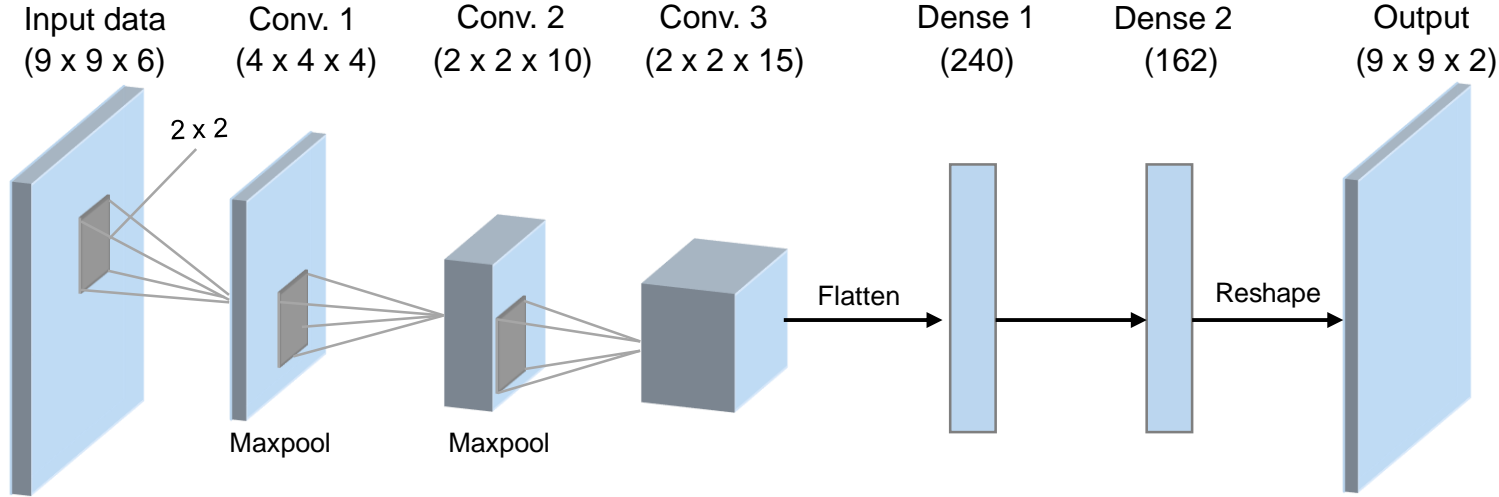 Input data
(9 x 9 x 6)
Conv. 1
(4 x 4 x 4)
Conv. 2
(2 x 2 x 10)
Conv. 3
(2 x 2 x 15)
Dense 1
(240)
Dense 2
(162)
Output
(9 x 9 x 2)
2 x 2
Flatten
Reshape
Maxpool
Maxpool